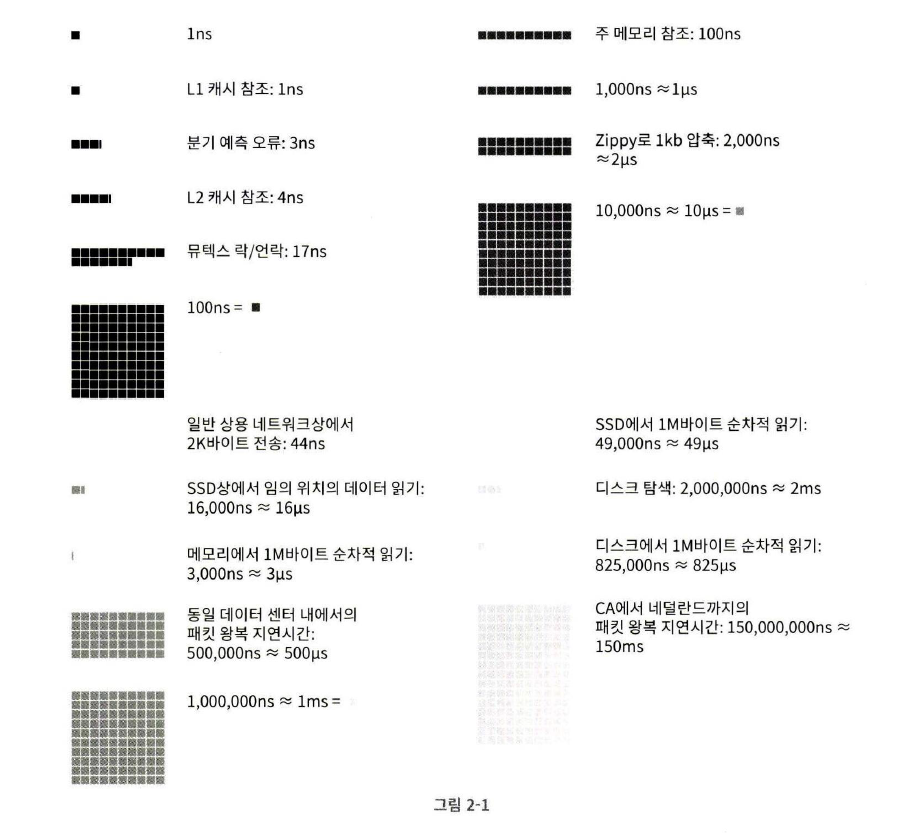 1ns
L1 캐시 참조: 1ns
분기 예측 오류: 3ns
L2 캐시 참조: 4ns
뮤텍스 락/언락: 17ns
100ns =
주 메모리 참조: 100ns
1,000ns ≈ 1μs
Zippy로 1kb 압축: 2,000ns
≈ 2μs
10,000ns ≈ 10μs =
일반 상용 네트워크상에서
2K바이트 전송: 44ns
SSD상에서 임의 위치의 데이터 읽기:
16,000ns ≈ 16μs
메모리에서 1M바이트 순차적 읽기:
3,000ns ≈ 3μs
동일 데이터 센터 내에서의
패킷 왕복 지연시간:
500,000ns ≈ 500μs
1,000,000ns ≈ 1ms =
SSD에서 1M바이트 순차적 읽기:
49,000ns ≈ 49μs
디스크 탐색: 2,000,000ns ≈ 2ms
디스크에서 1M바이트 순차적 읽기:
825,000ns ≈ 825μs
CA에서 네덜란드까지의
패킷 왕복 지연시간: 150,000,000ns ≈
150ms
그림 2-1